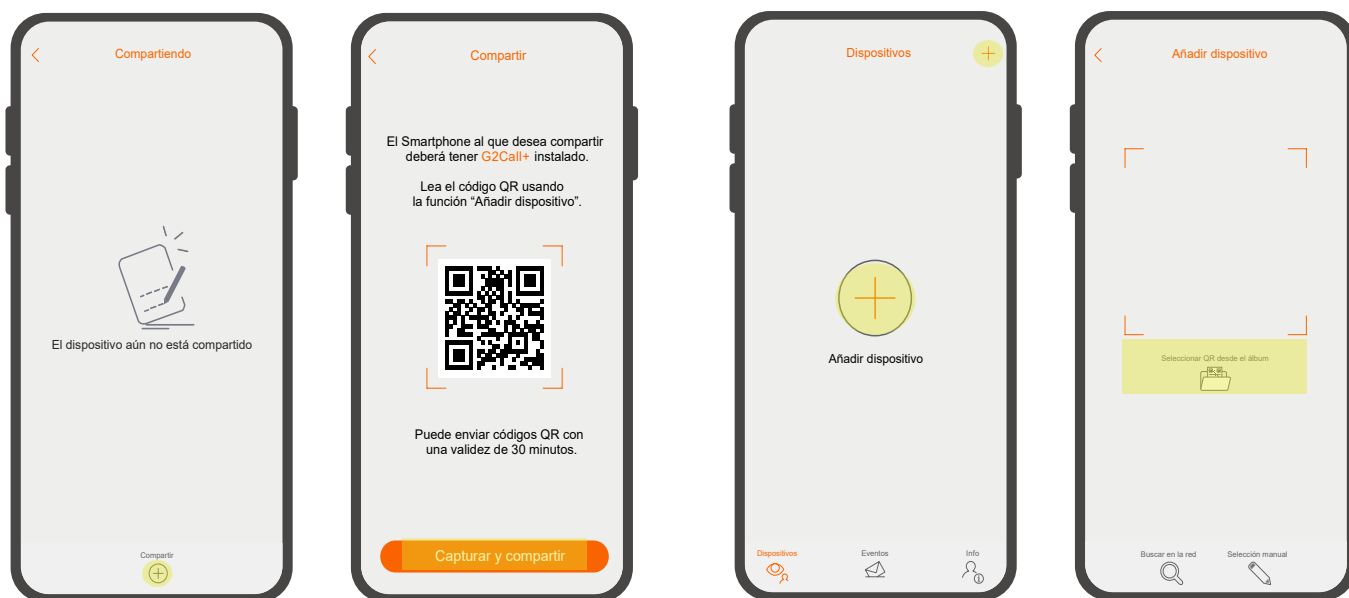 Compartiendo
El dispositivo aún no está compartido
Compartir
Compartir
El Smartphone al que desea compartir
deberá tener G2Call+ instalado.
Lea el código QR usando
la función “Añadir dispositivo”.
Puede enviar códigos QR con
una validez de 30 minutos.
Capturar y compartir
Dispositivos
Añadir dispositivo
Dispositivos
Eventos
Info
Añadir dispositivo
Seleccionar QR desde el álbum
Buscar en la red
Selección manual